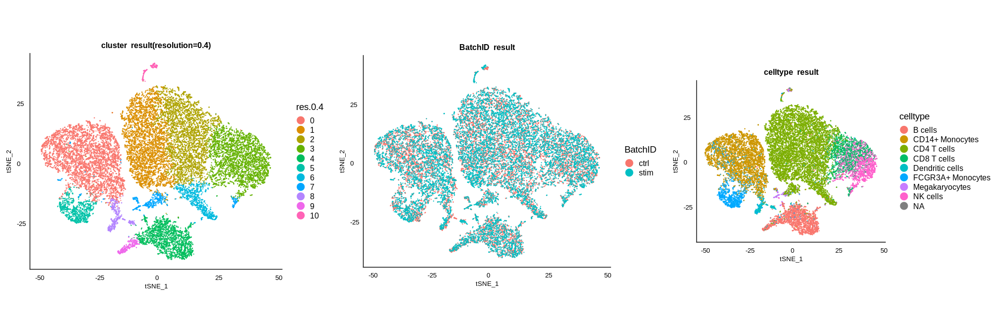 cluster  result(resolution=0.4)
25
0
-25
tSNE_2
-50
-25
0
25
50
tSNE_1
res.0.4
0
1
2
3
4
5
6
7
8
9
10
BatchID  result
25
0
-25
tSNE_2
-50
-25
0
25
50
tSNE_1
BatchID
ctrl
stim
celltype  result
25
0
-25
tSNE_2
-50
-25
0
25
50
tSNE_1
celltype
B cells
CD14+ Monocytes
CD4 T cells
CD8 T cells
Dendritic cells
FCGR3A+ Monocytes
Megakaryocytes
NK cells
NA